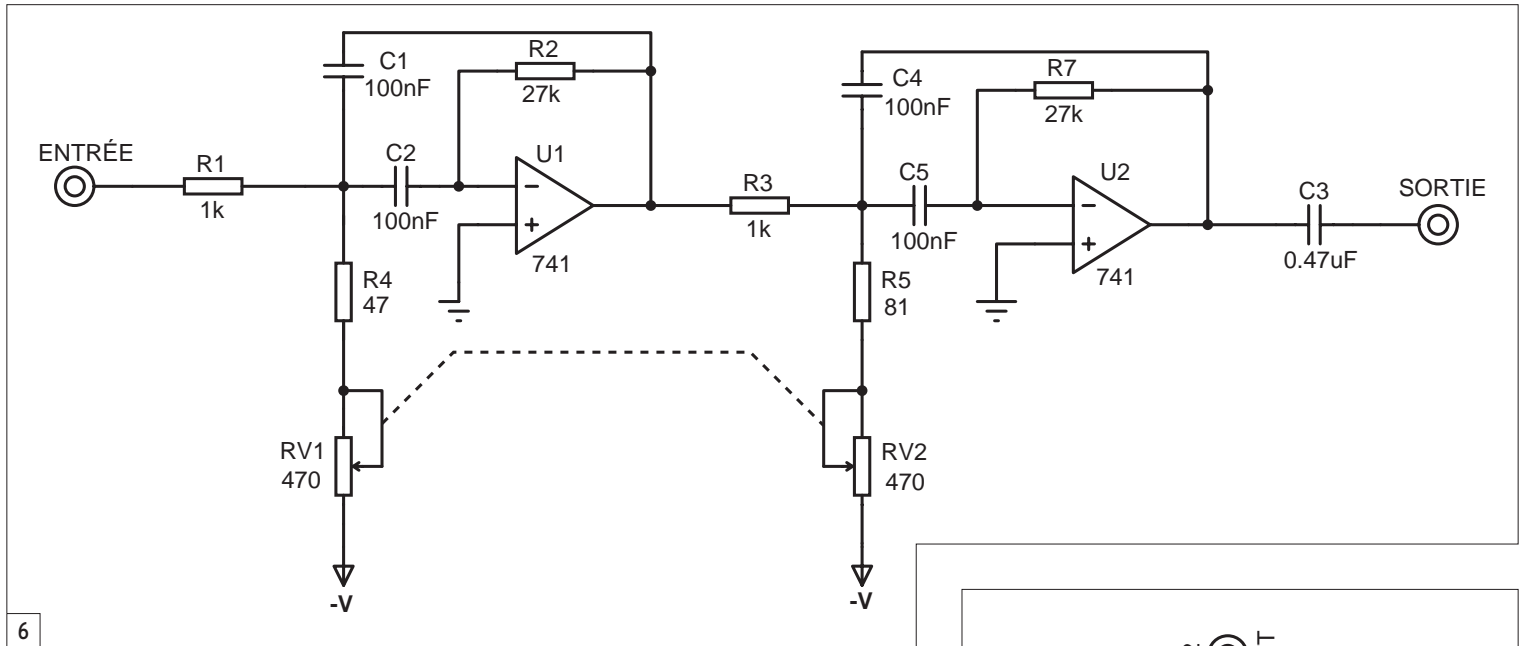 C1
100nF
R2
27k
C4
100nF
R7
27k
ENTRÉE
R1
1k
C2
100nF
U1
741
R3
1k
C5
100nF
U2
741
C3
0.47uF
SORTIE
R4
47
R5
81
RV1
470
RV2
470
-V
-V
6